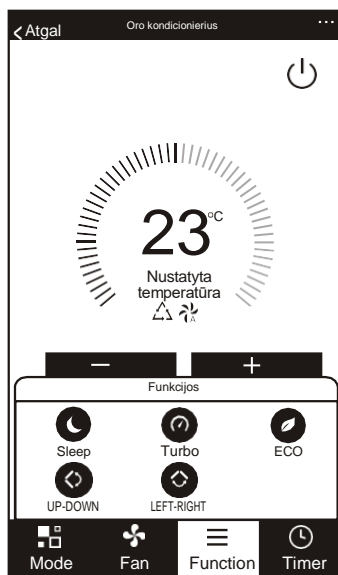 Atgal
Oro kondicionierius
23°C
Nustatyta
temperatūra
A
Funkcijos
Sleep
Turbo
ECO
UP-DOWN
LEFT-RIGHT
Mode
Fan
Function
Timer